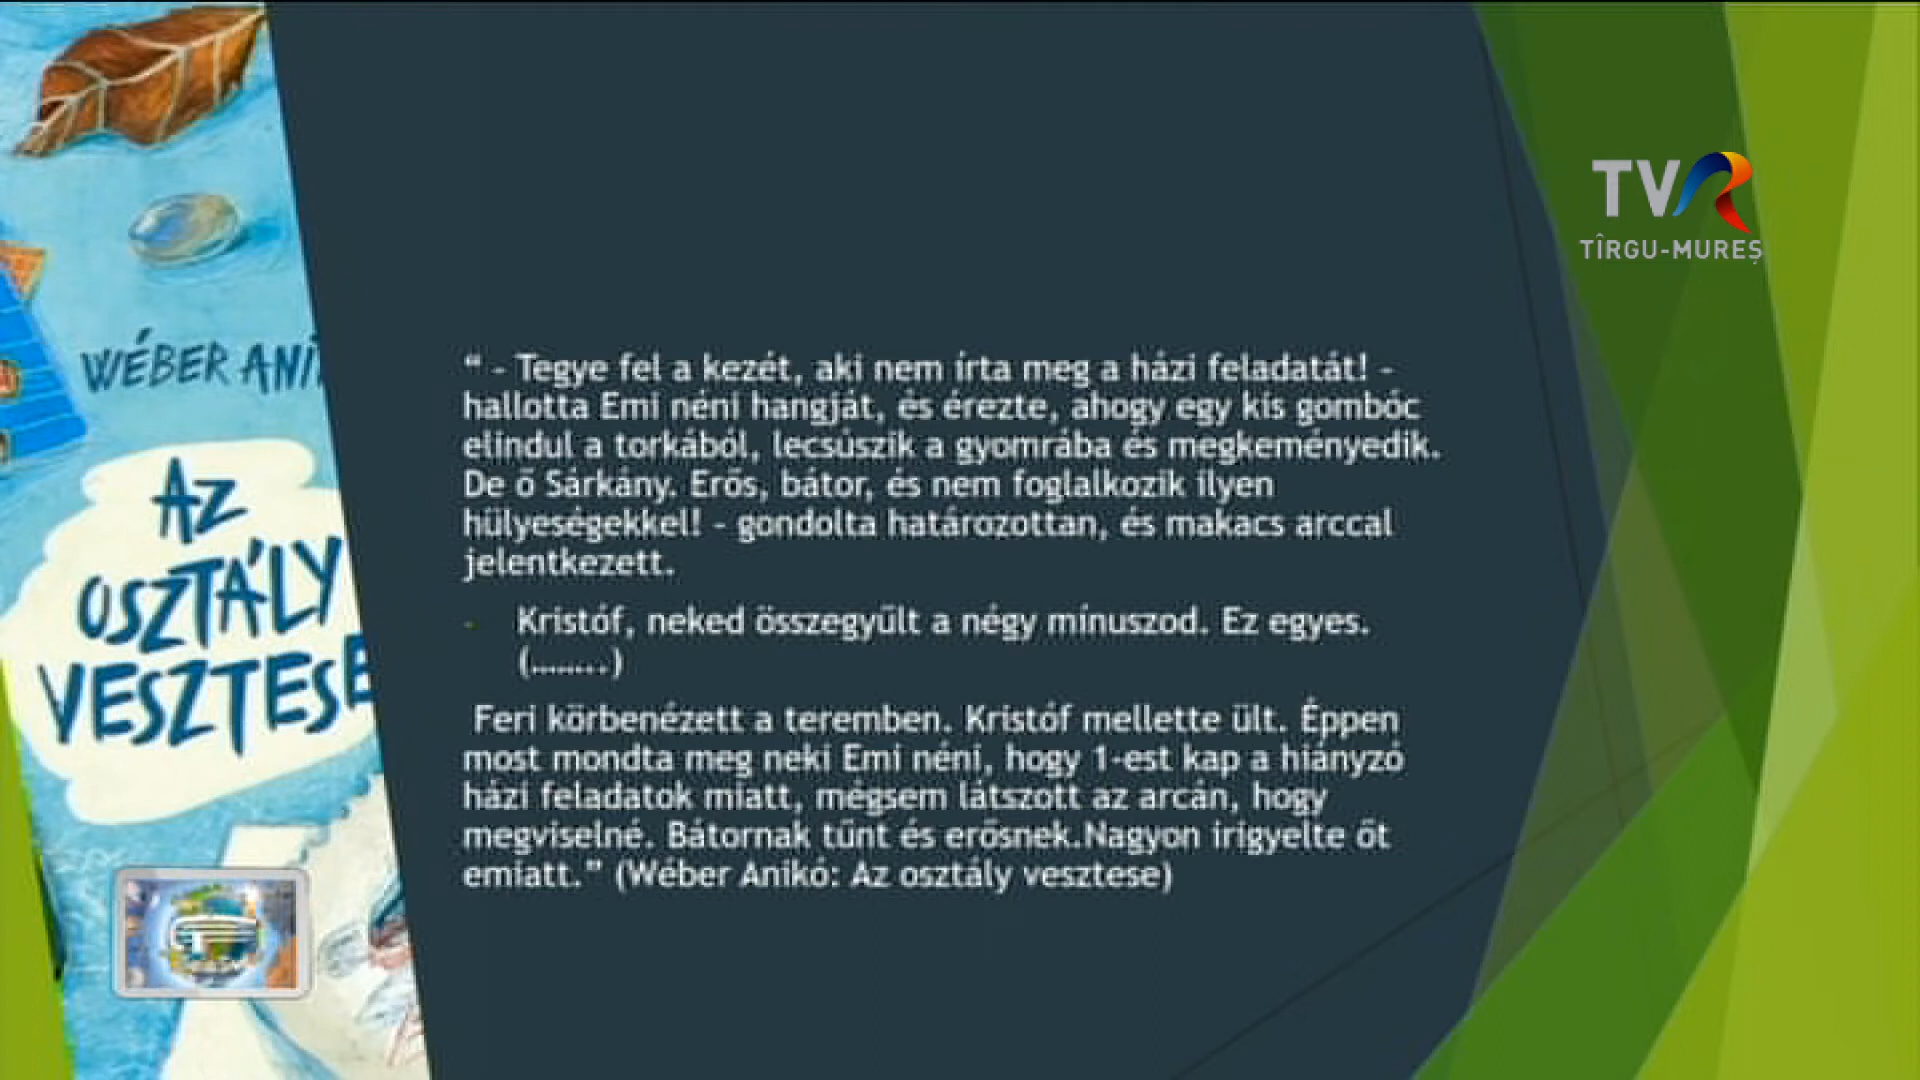 WÉBER ANI
AZ
OSZTÁLY
VESZTESE
TVR
TÎRGU-MUREȘ
“ - Tegye fel a kezét, aki nem írta meg a házi feladatát! -
hallotta Emi néni hangját, és érezte, ahogy egy kis gombóc
elindul a torkából, lecsúszik a gyomrába és megkeményedik.
De ő Sárkány. Erős, bátor, és nem foglalkozik ilyen
hülyeségekkel! - gondolta határozottan, és makacs arccal
jelentkezett.
- Kristóf, neked összegyűlt a négy mínuszod. Ez egyes.
(……..)
Feri körbenézett a teremben. Kristóf mellette ült. Éppen
most mondta meg neki Emi néni, hogy 1-est kap a hiányzó
házi feladatok miatt, mégsem látszott az arcán, hogy
megviselné. Bátornak tűnt és erősnek.Nagyon irigyelte őt
emiatt.” (Wéber Anikó: Az osztály vesztese)